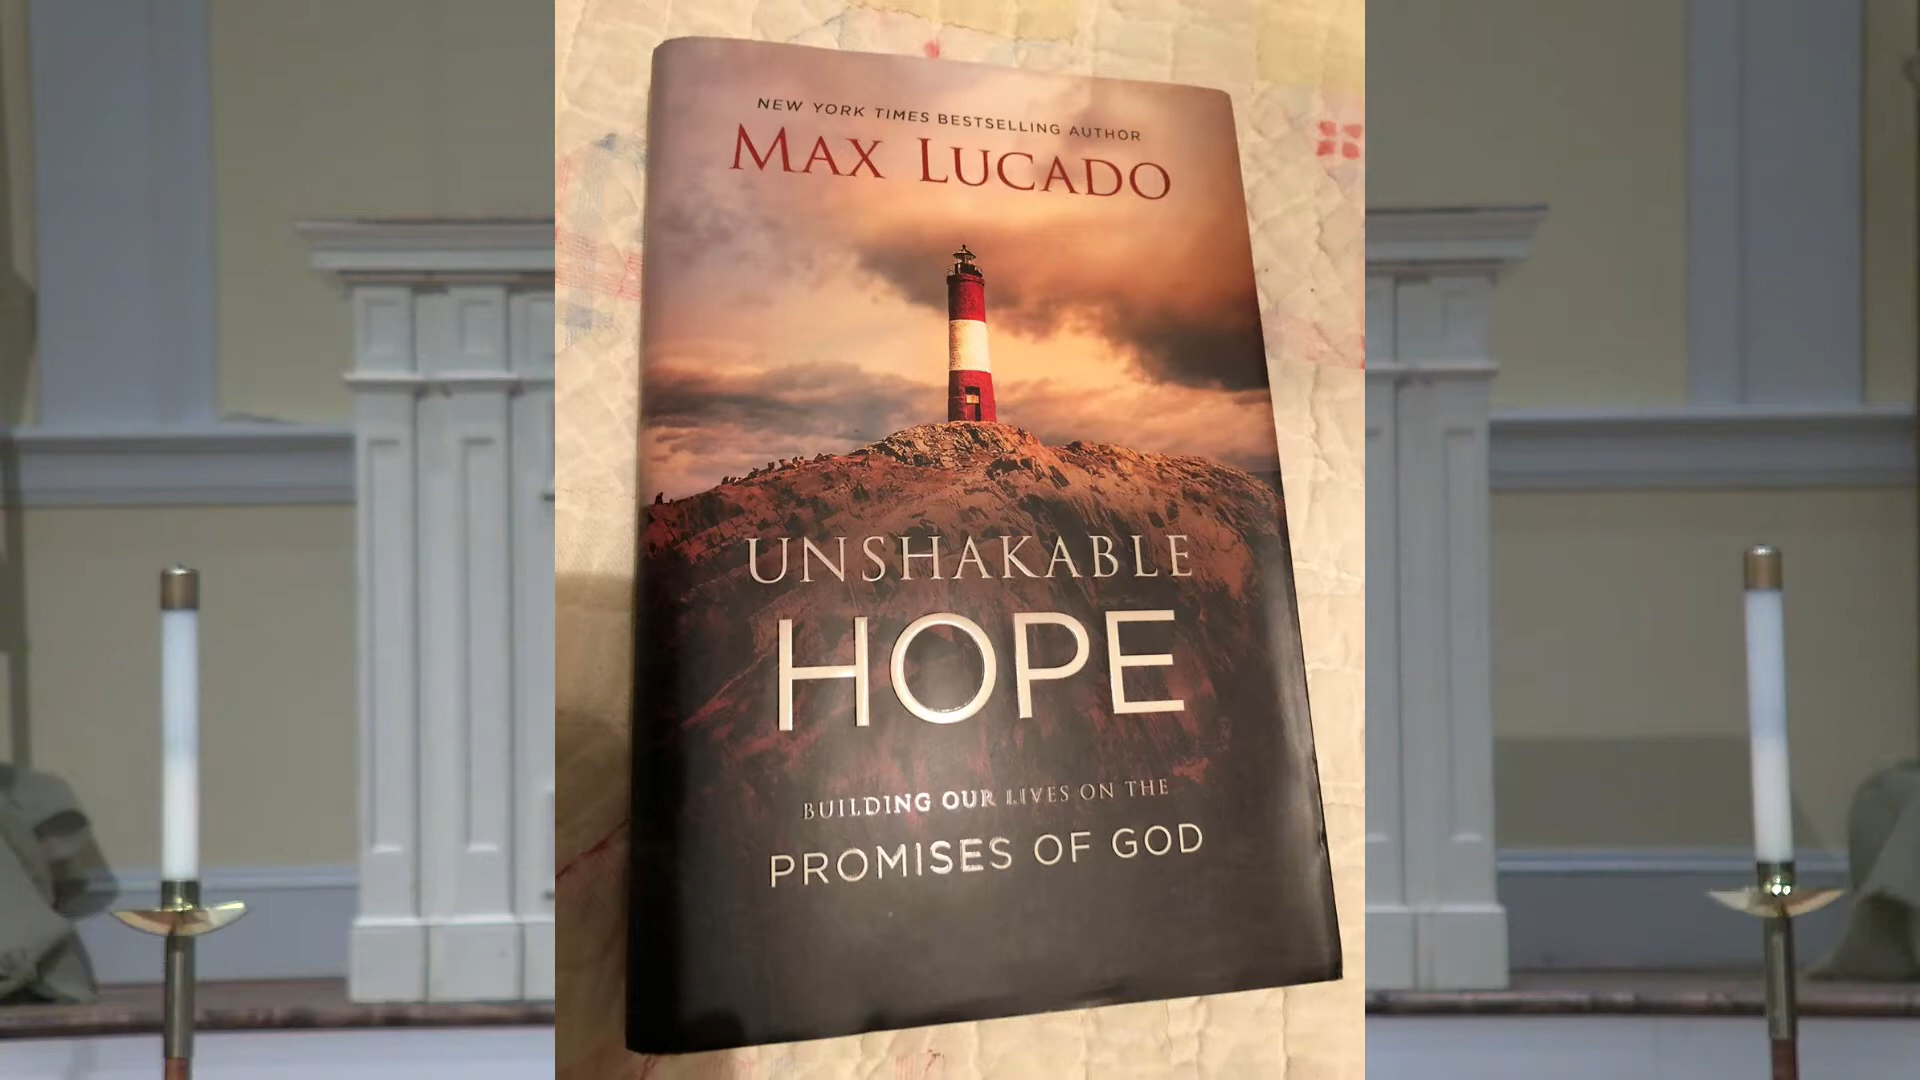 NEW YORK TIMES BESTSELLING AUTHOR
MAX LUCADO
UNSHAKABLE
HOPE
BUILDING OUR LIVES ON THE
PROMISES OF GOD